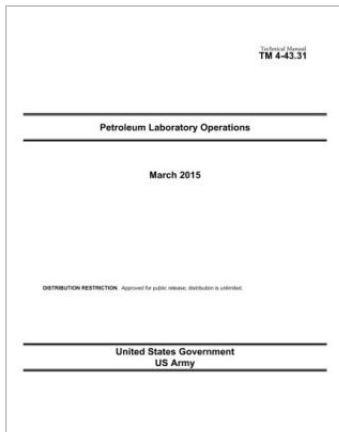 Technical Manual
TM 4-43.31
Petroleum Laboratory Operations
March 2015
DISTRIBUTION RESTRICTION. Approved for public release; distribution is unlimited.
United States Government
US Army